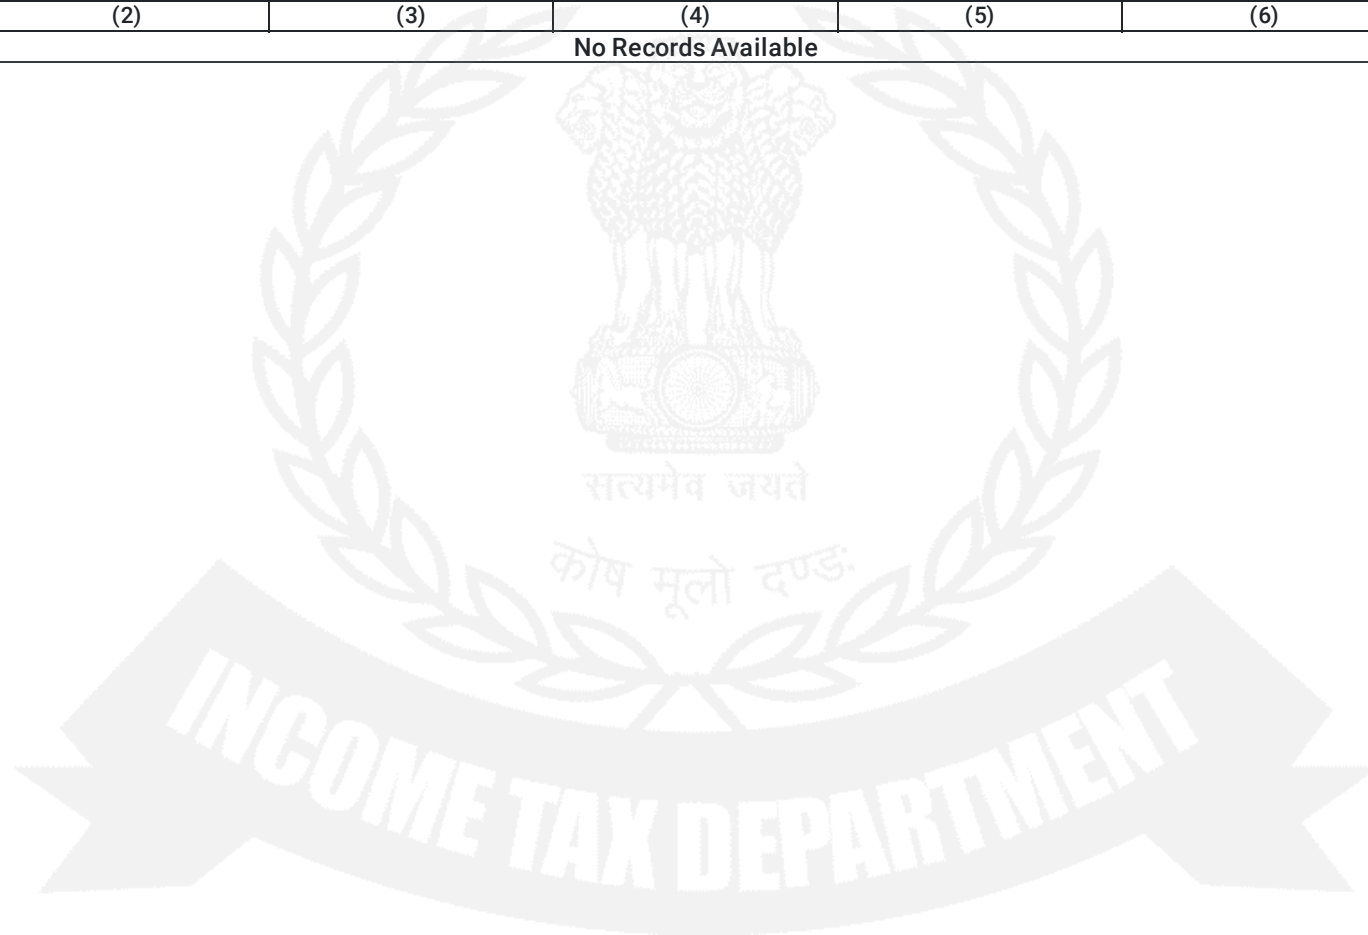 (2) (3) (4) (5) (6)
No Records Available
सत्यमेव जयते
कोष मूलो दण्डः
INCOME TAX DEPARTMENT